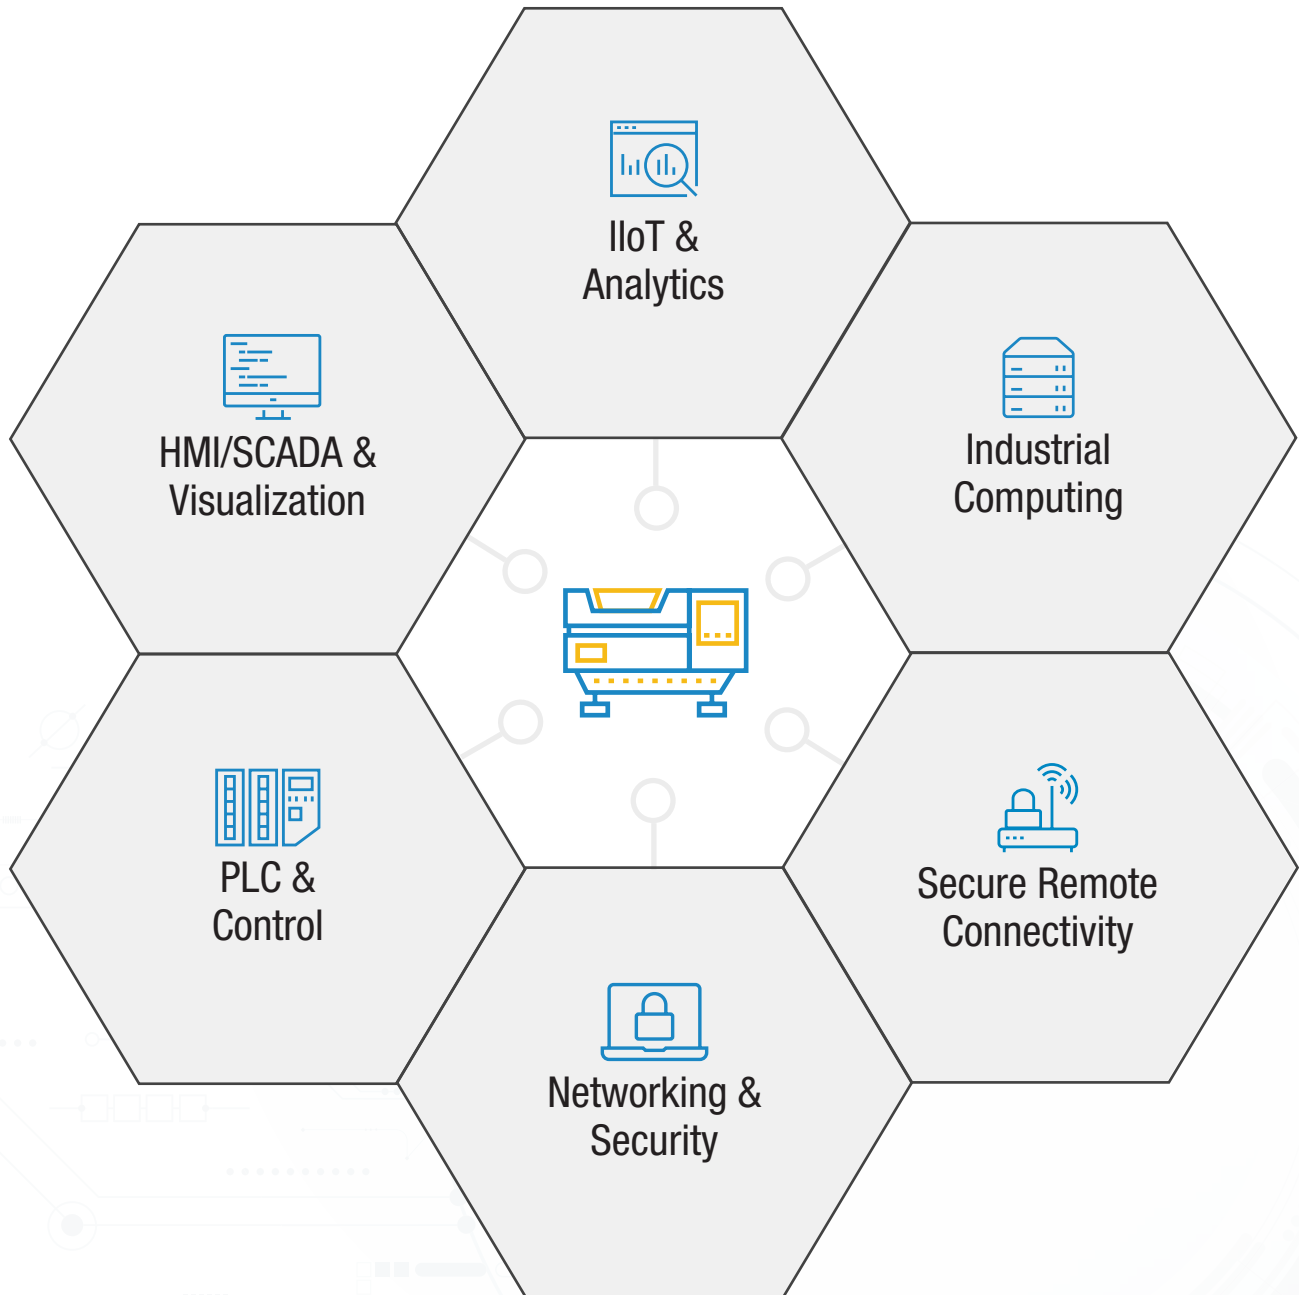 IIoT &
Analytics
HMI/SCADA &
Visualization
Industrial
Computing
PLC &
Control
Secure Remote
Connectivity
Networking &
Security